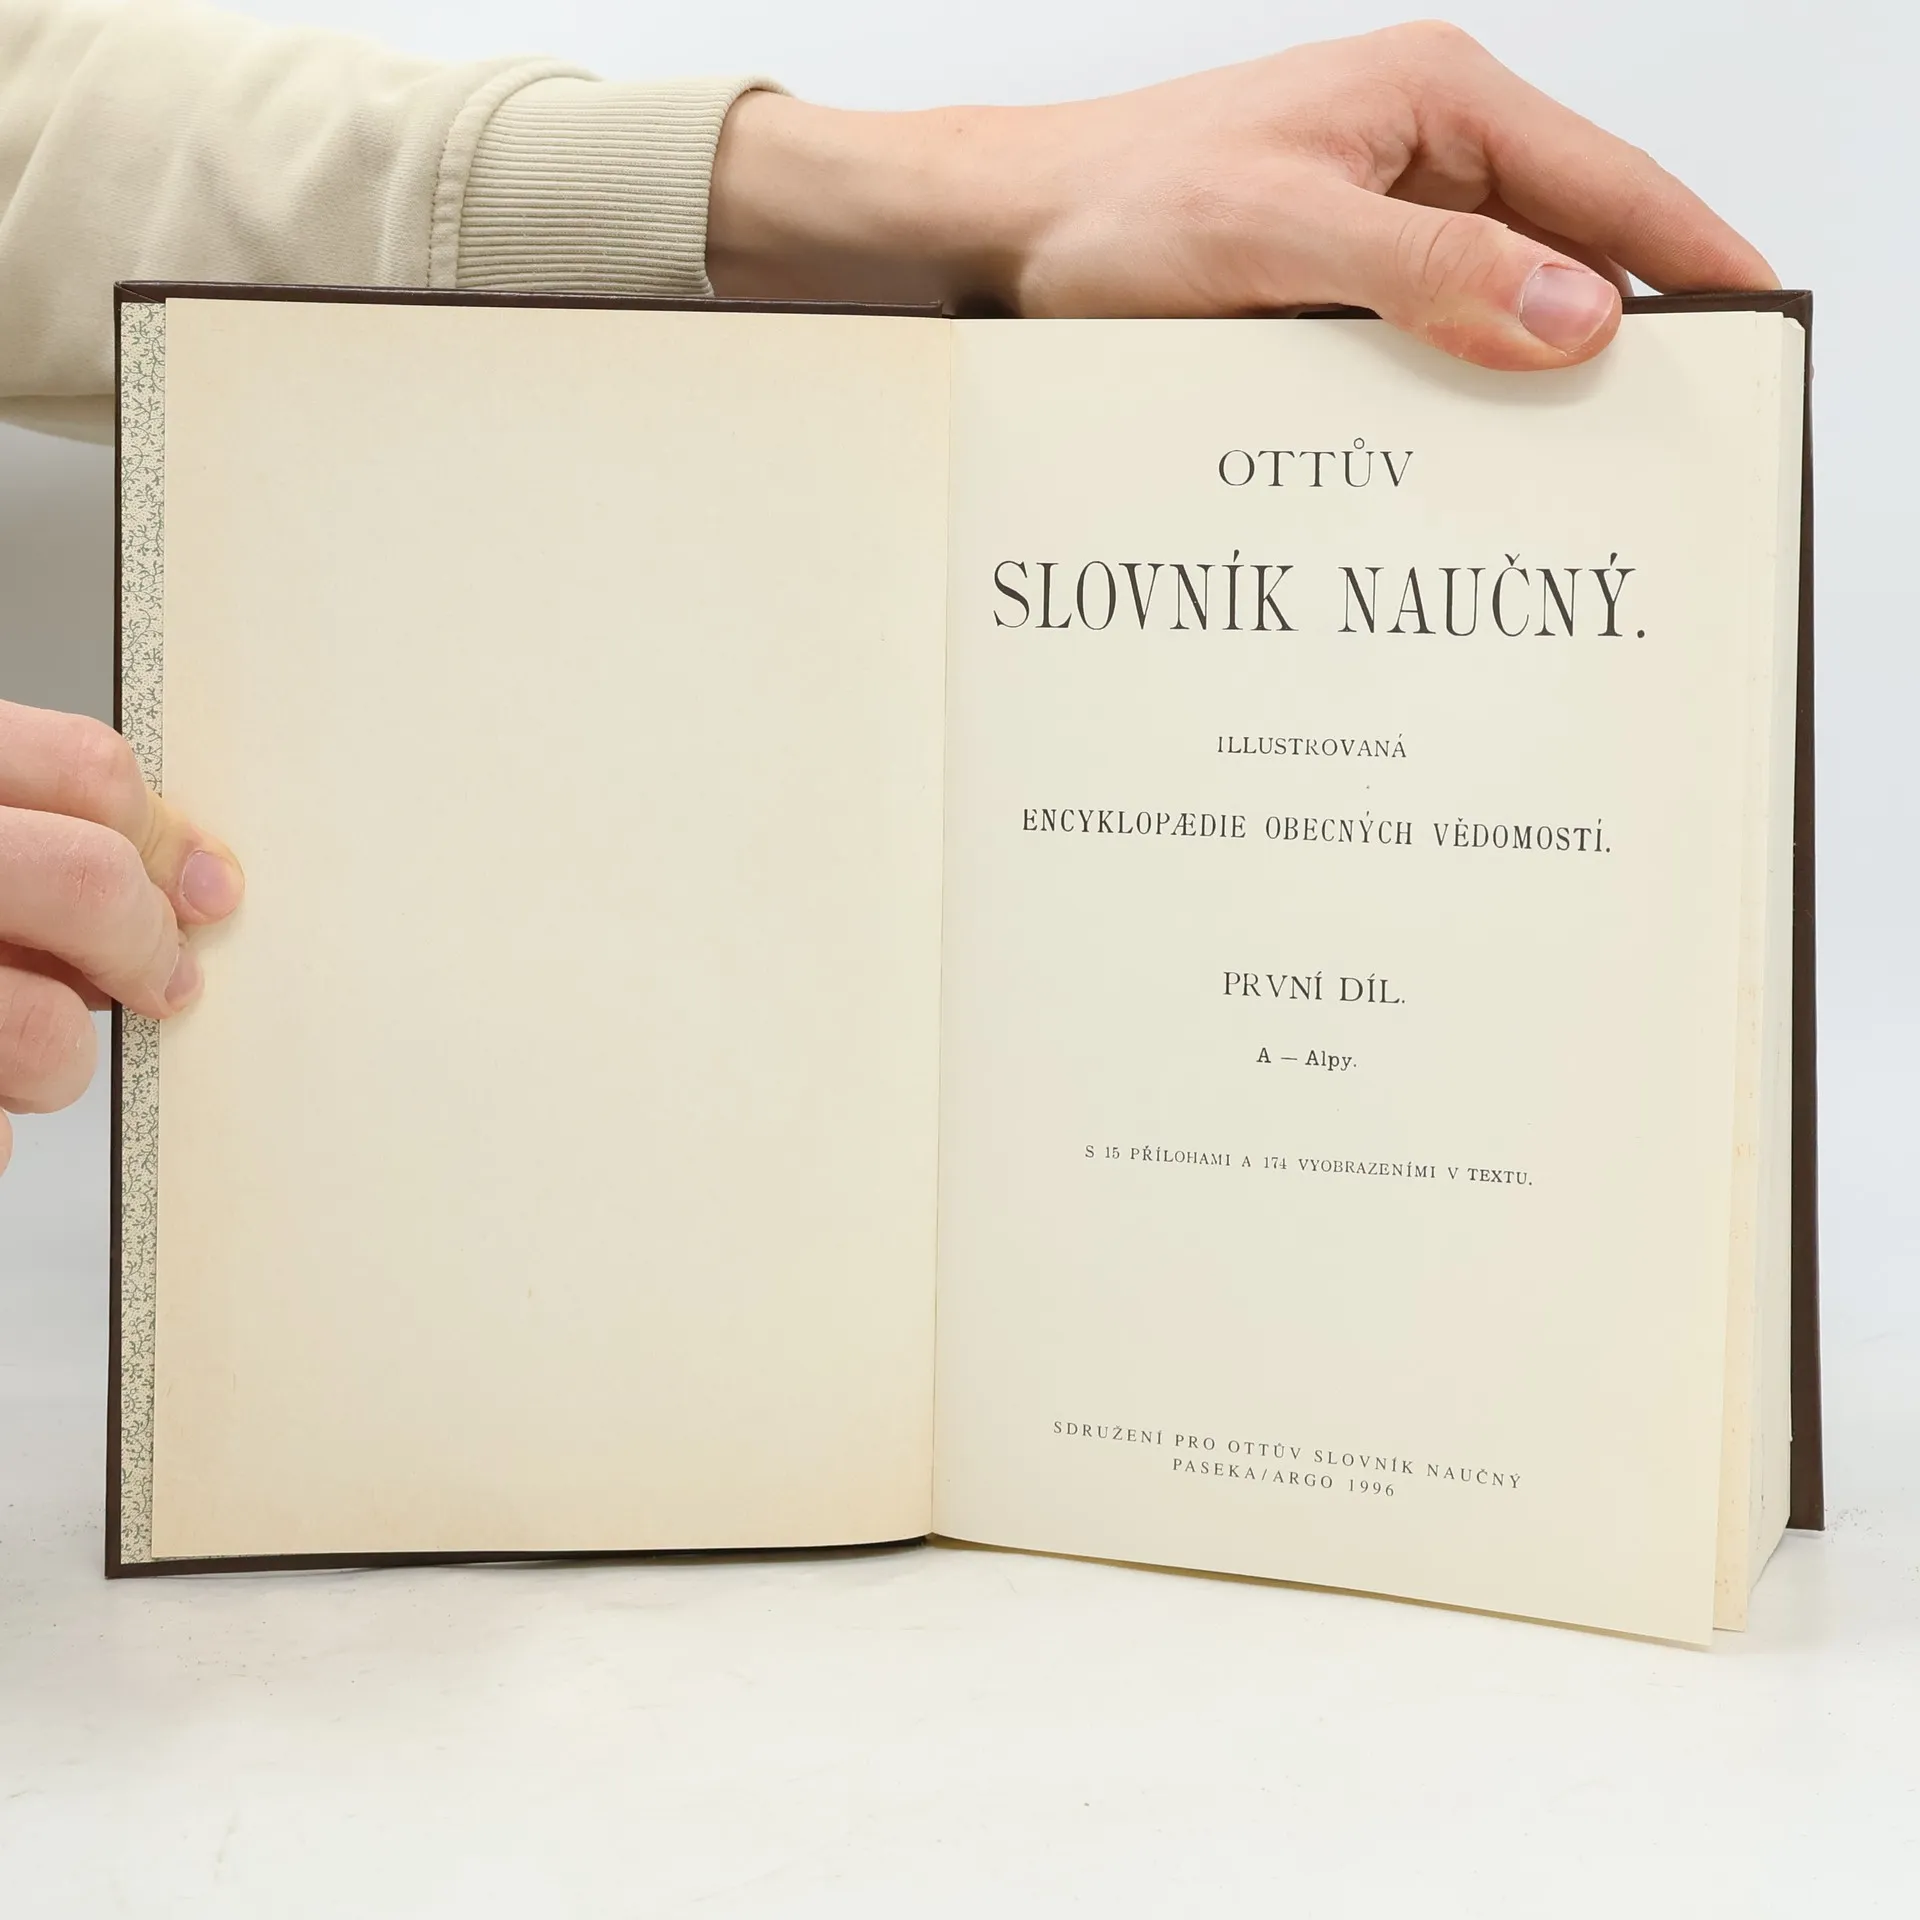 OTTŮV
SLOVNÍK NAUČNÝ.
ILLUSTROVANÁ
ENCYKLOPÆDIE OBECNÝCH VĚDOMOSTÍ.
PRVNÍ DÍL.
A — Alpy.
S 15 PŘÍLOHAMI A 174 VYOBRAZENÍMI V TEXTU.
SDRUŽENÍ PRO OTTŮV SLOVNÍK NAUČNÝ
PASEKA/ARGO 1996